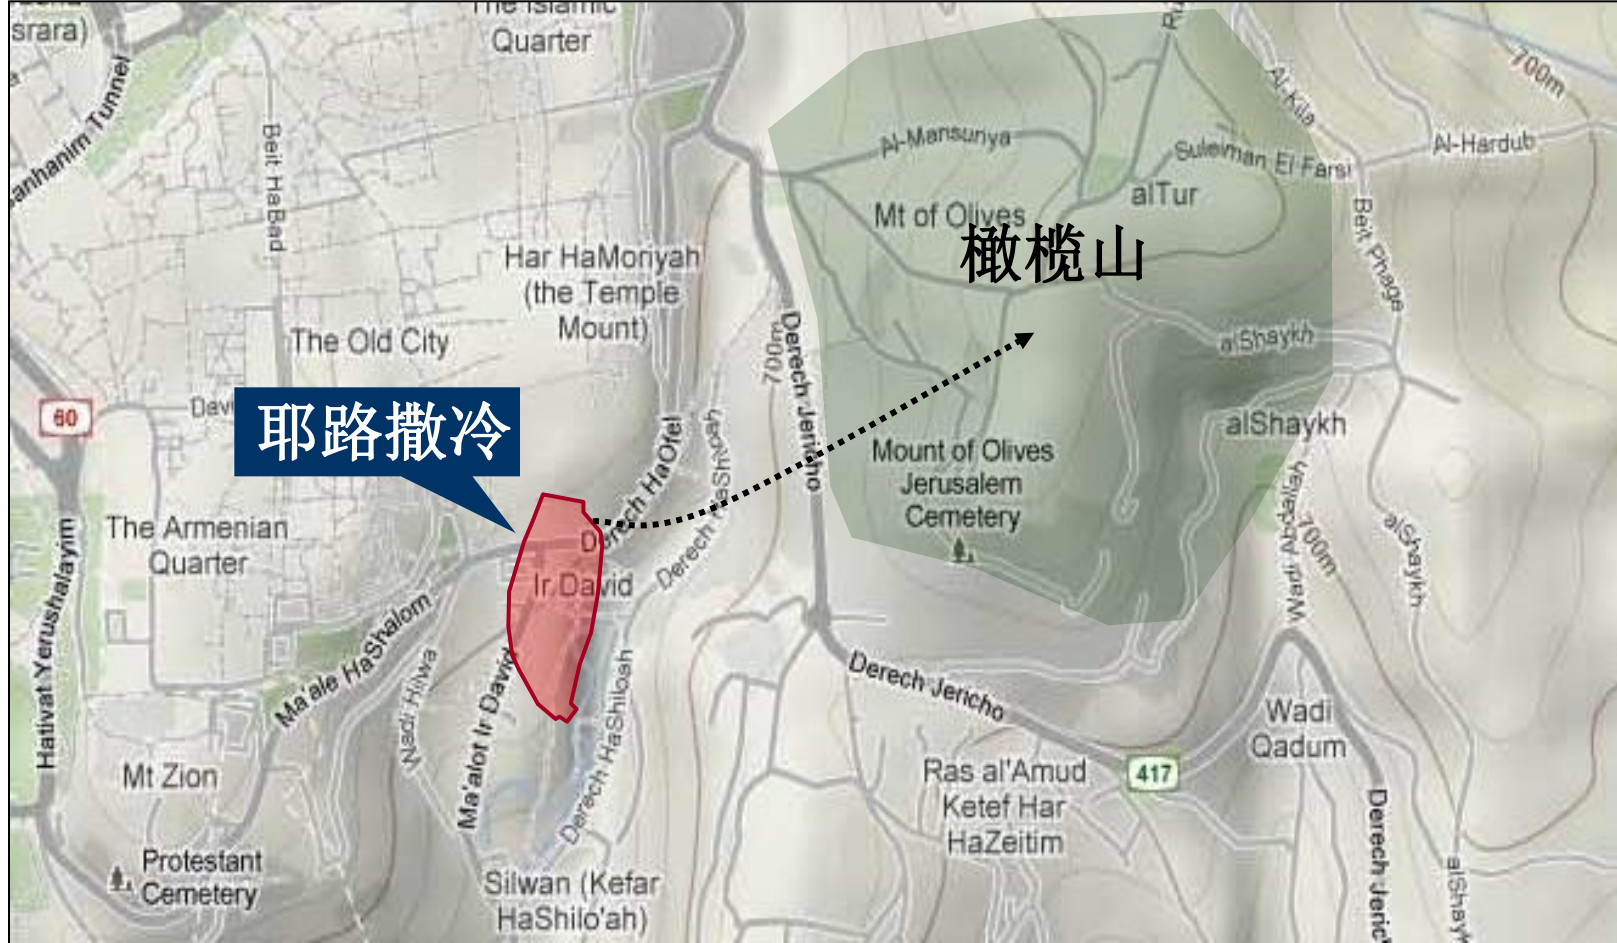 srara)
The Islamic
Quarter
anhanim Tunnel
Beit HaBad
Al-Kila
700m
Al-Mansuriya
Suleiman El-Farsi
Al-Hardub
alTur
Mt of Olives
橄榄山
Beit Phage
Har HaMoriyah
(the Temple
Mount)
The Old City
700m
Derech Jericho
alShaykh
60
Davi
耶路撒冷
Derech HaOfel
Derech HaShiloah
alShaykh
Mount of Olives
Jerusalem
Cemetery
The Armenian
Quarter
Hativat Yerushalayim
Ir David
Wadi Abdallah
700m
alShaykh
Ma'ale HaShalom
Wadi Hilwa
Ma'alot Ir David
Derech HaShiloah
Derech Jericho
Wadi
Qadum
417
Mt Zion
Ras al'Amud
Ketef Har
HaZeitim
Derech Jeric
Protestant
Cemetery
Silwan (Kefar
HaShilo'ah)
alShay